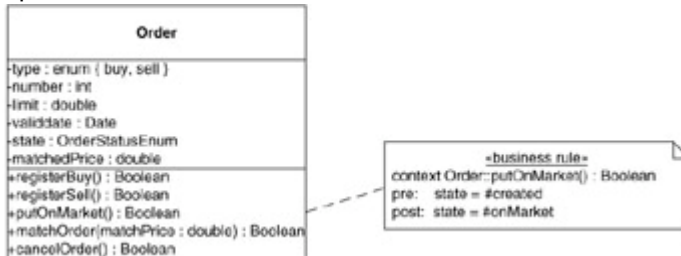 Order
-type : enum { buy, sell }
-number : int
-limit : double
-validdate : Date
-state : OrderStatusEnum
-matchedPrice : double
+registerBuy() : Boolean
+registerSell() : Boolean
+putOnMarket() : Boolean
+matchOrder(matchPrice : double) : Boolean
+cancelOrder() : Boolean
«business rule»
context Order::putOnMarket() : Boolean
pre: state = #created
post: state = #onMarket